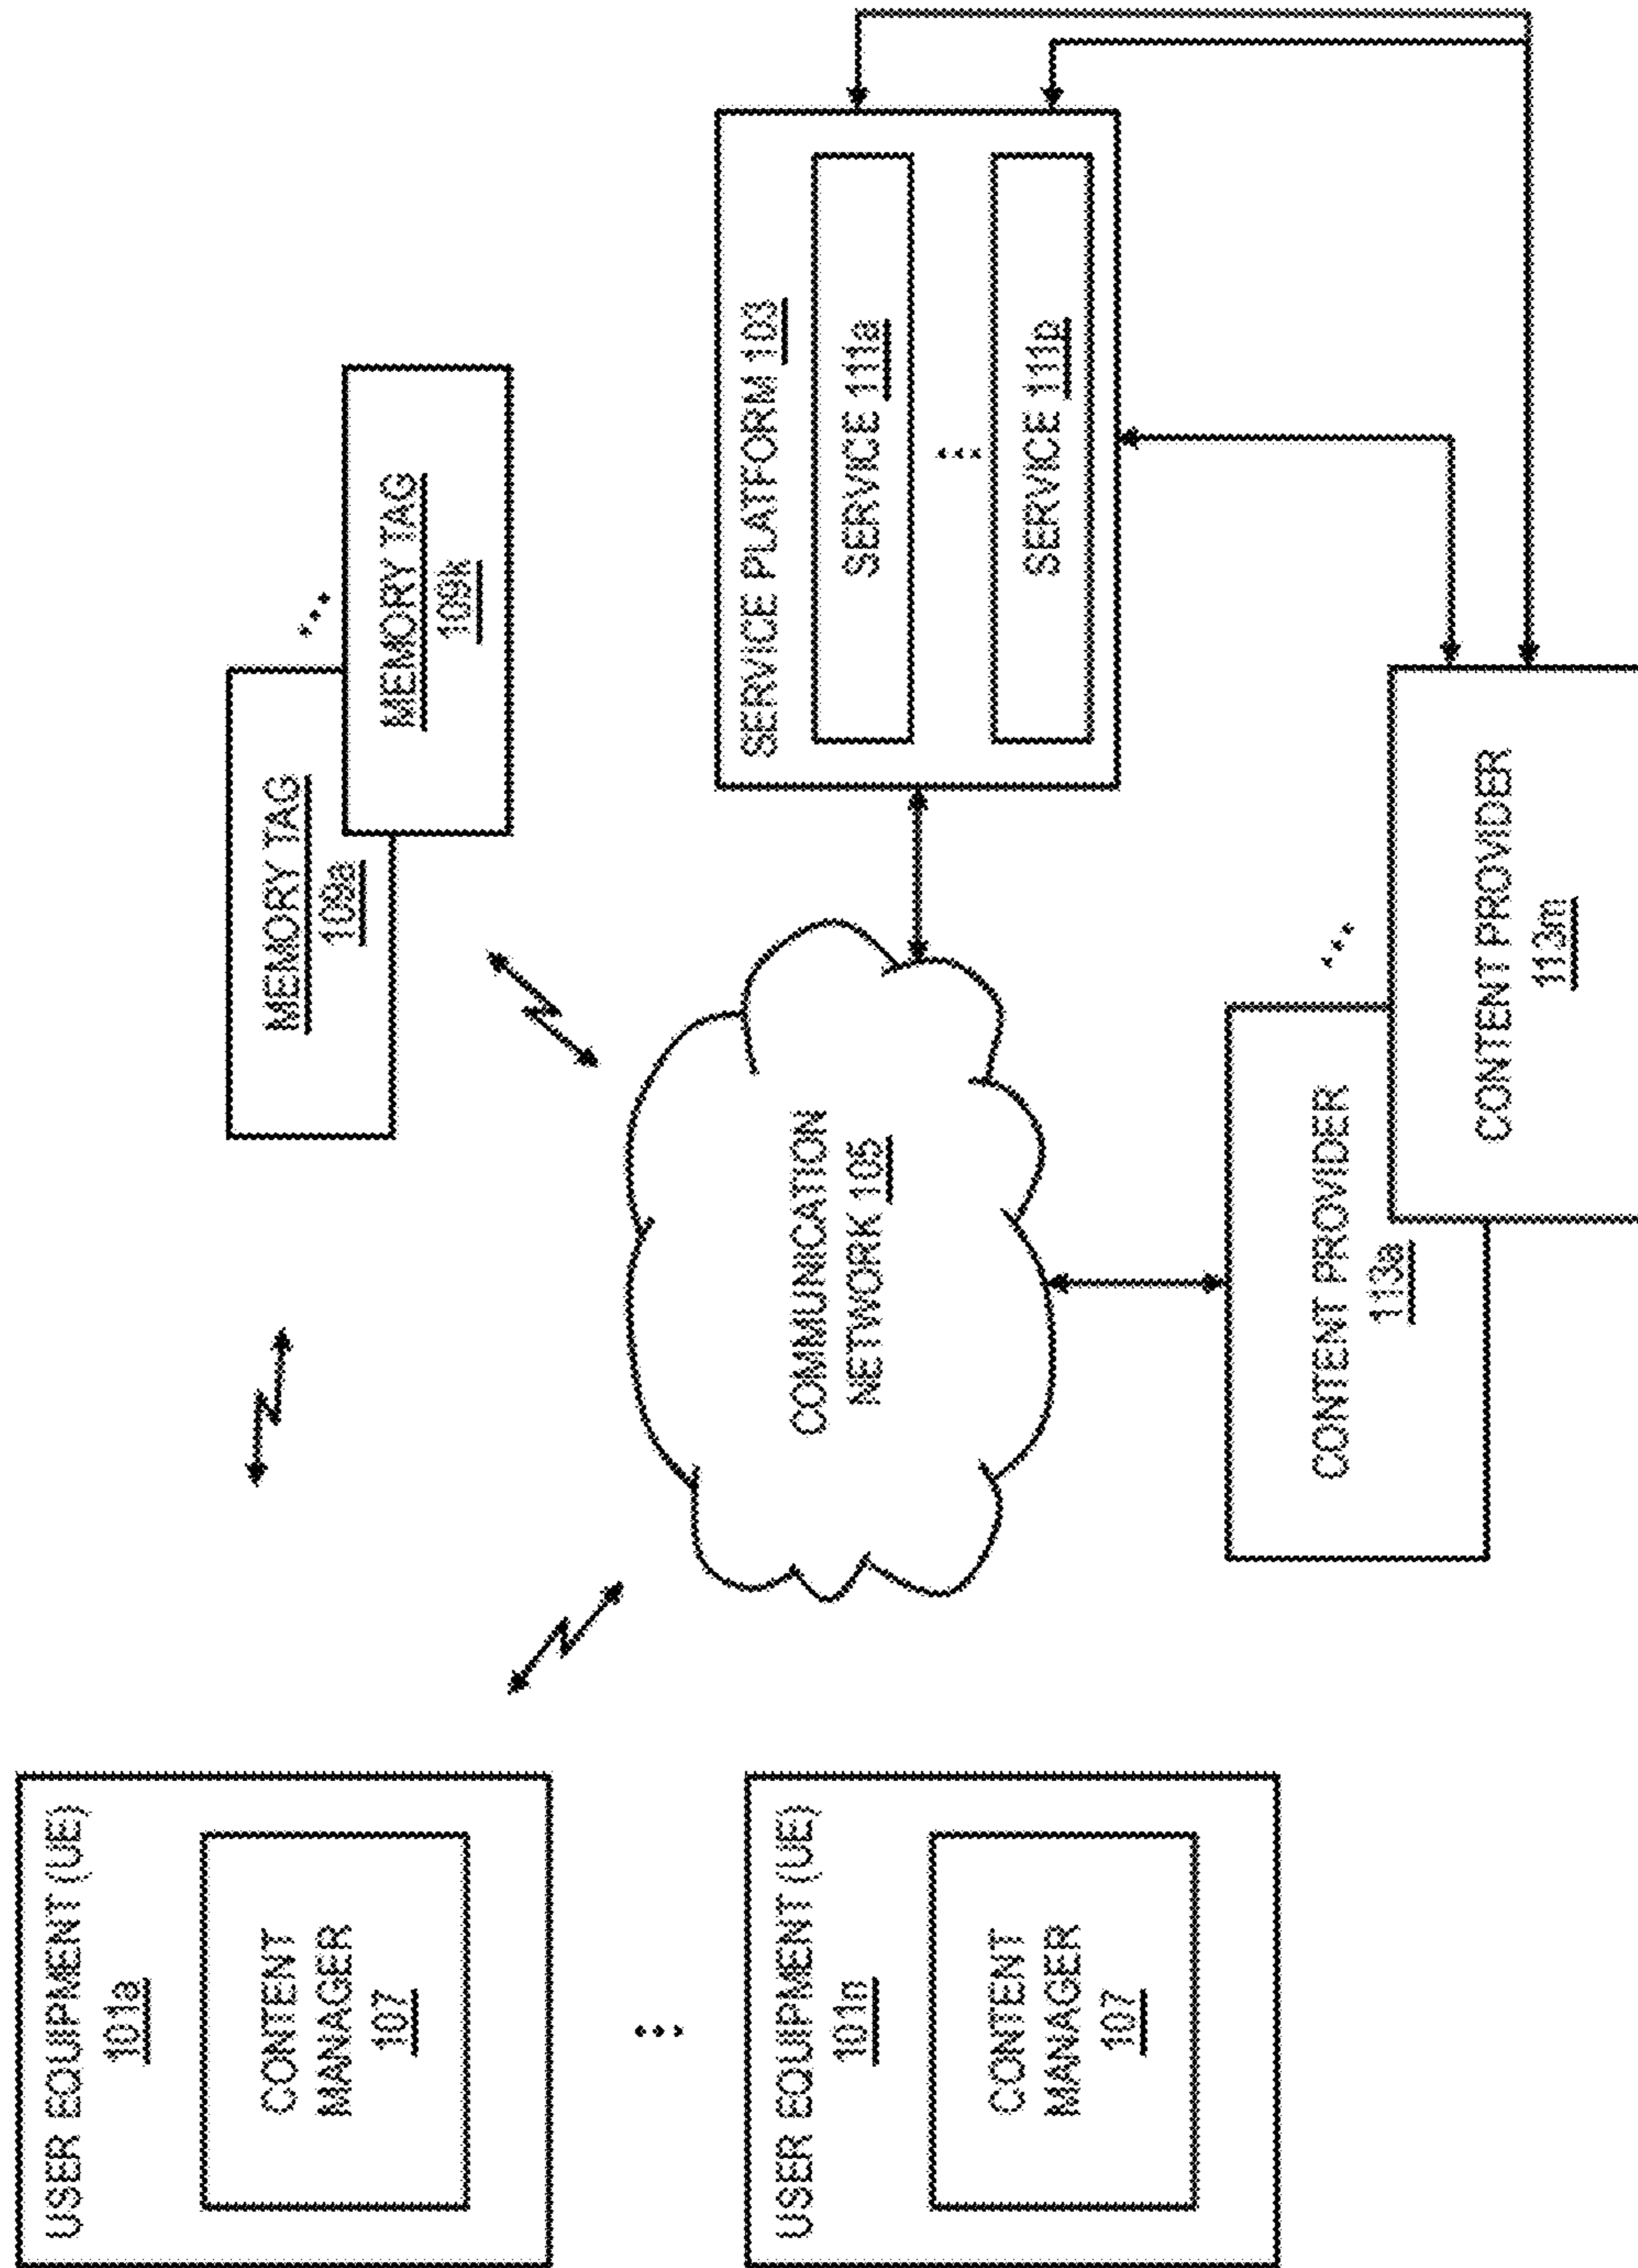 USER EQUIPMENT (UE)
101a
CONTENT
MANAGER
107
...
USER EQUIPMENT (UE)
101n
CONTENT
MANAGER
107
MEMORY TAG
109a
...
MEMORY TAG
109k
COMMUNICATION
NETWORK 105
SERVICE PLATFORM 103
SERVICE 111a
...
SERVICE 111p
CONTENT PROVIDER
113a
...
CONTENT PROVIDER
113m